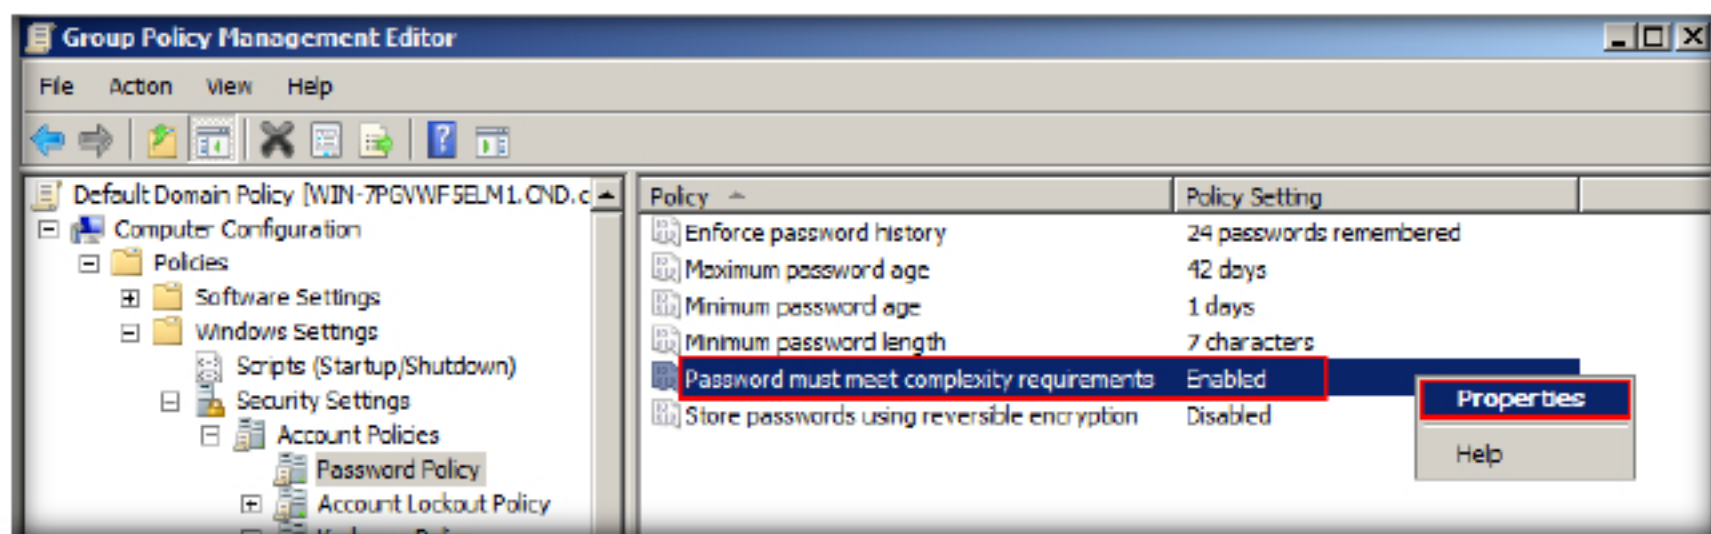 Group Policy Management Editor
File Action View Help
Default Domain Policy [WIN-7PGVWF5ELM1.CND.c
Computer Configuration
Policies
Software Settings
Windows Settings
Scripts (Startup/Shutdown)
Security Settings
Account Policies
Password Policy
Account Lockout Policy
Policy Policy Setting
Enforce password history 24 passwords remembered
Maximum password age 42 days
Minimum password age 1 days
Minimum password length 7 characters
Password must meet complexity requirements Enabled
Store passwords using reversible encryption Disabled
Properties
Help